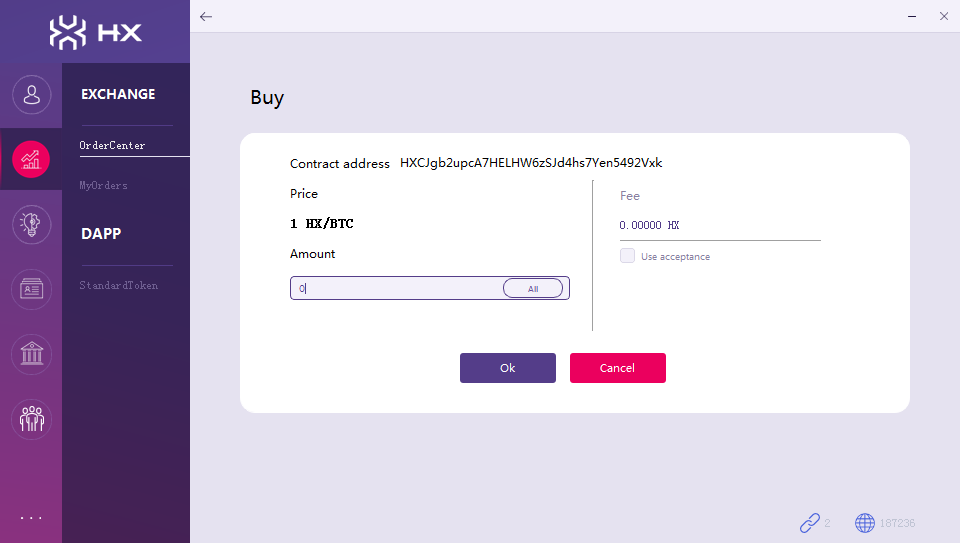 HX
EXCHANGE
OrderCenter
MyOrders
DAPP
StandardToken
...
Buy
Contract address HXCJgb2upcA7HELHW6zSJd4hs7Yen5492Vxk
Price
1 HX/BTC
Amount
0
All
Fee
0.00000 HX
Use acceptance
Ok
Cancel
2
187236